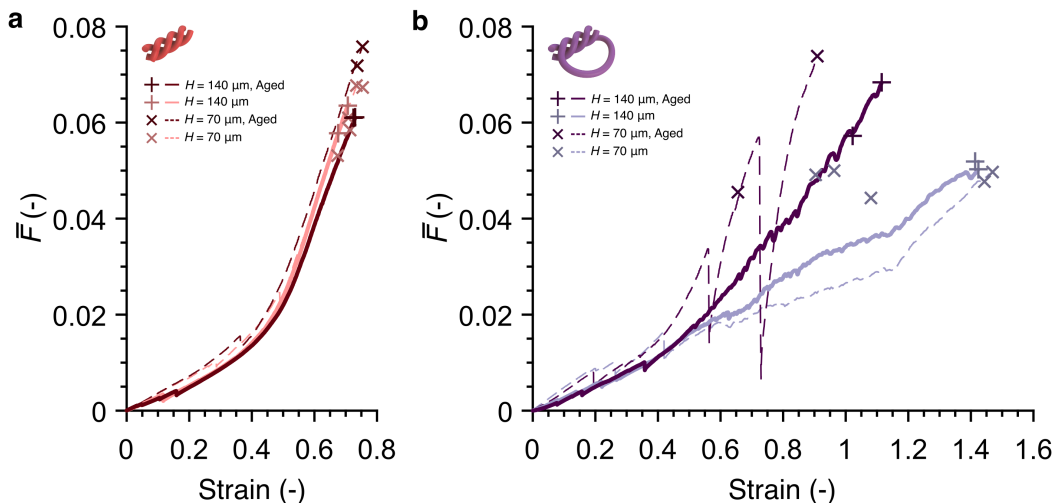 a
0.08
0.06
0.04
0.02
0
F̅ (-)
H = 140 µm, Aged
H = 140 µm
H = 70 µm, Aged
H = 70 µm
0 0.2 0.4 0.6 0.8
Strain (-)
b
0.08
0.06
0.04
0.02
0
F̅ (-)
H = 140 µm, Aged
H = 140 µm
H = 70 µm, Aged
H = 70 µm
0 0.2 0.4 0.6 0.8 1 1.2 1.4 1.6
Strain (-)